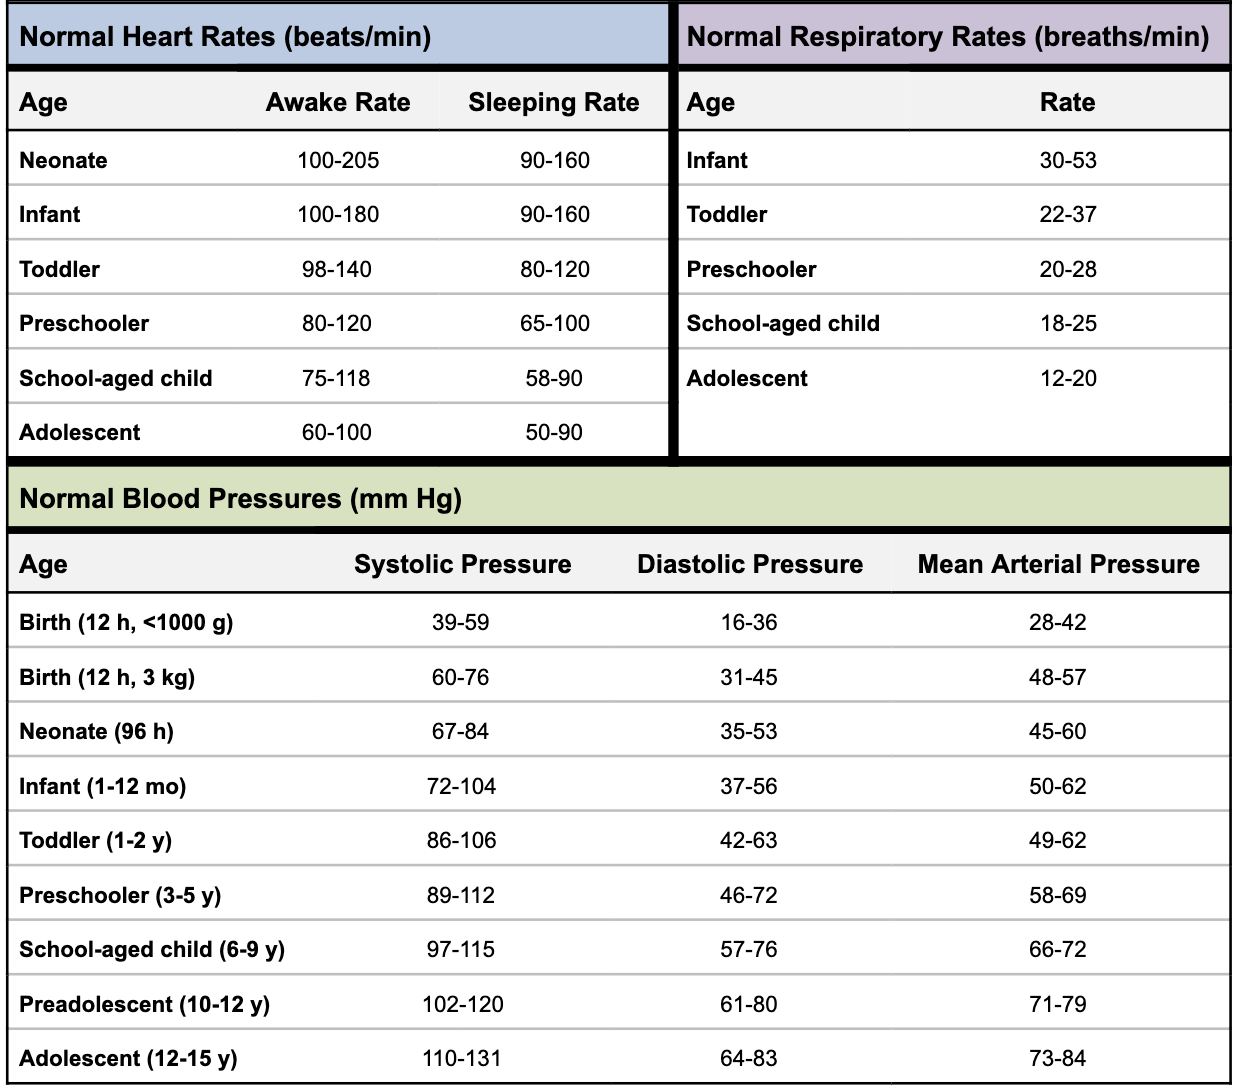 Normal Heart Rates (beats/min)
Age Awake Rate Sleeping Rate
Neonate 100-205 90-160
Infant 100-180 90-160
Toddler 98-140 80-120
Preschooler 80-120 65-100
School-aged child 75-118 58-90
Adolescent 60-100 50-90
Normal Respiratory Rates (breaths/min)
Age Rate
Infant 30-53
Toddler 22-37
Preschooler 20-28
School-aged child 18-25
Adolescent 12-20
Normal Blood Pressures (mm Hg)
Age Systolic Pressure Diastolic Pressure Mean Arterial Pressure
Birth (12 h, <1000 g) 39-59 16-36 28-42
Birth (12 h, 3 kg) 60-76 31-45 48-57
Neonate (96 h) 67-84 35-53 45-60
Infant (1-12 mo) 72-104 37-56 50-62
Toddler (1-2 y) 86-106 42-63 49-62
Preschooler (3-5 y) 89-112 46-72 58-69
School-aged child (6-9 y) 97-115 57-76 66-72
Preadolescent (10-12 y) 102-120 61-80 71-79
Adolescent (12-15 y) 110-131 64-83 73-84